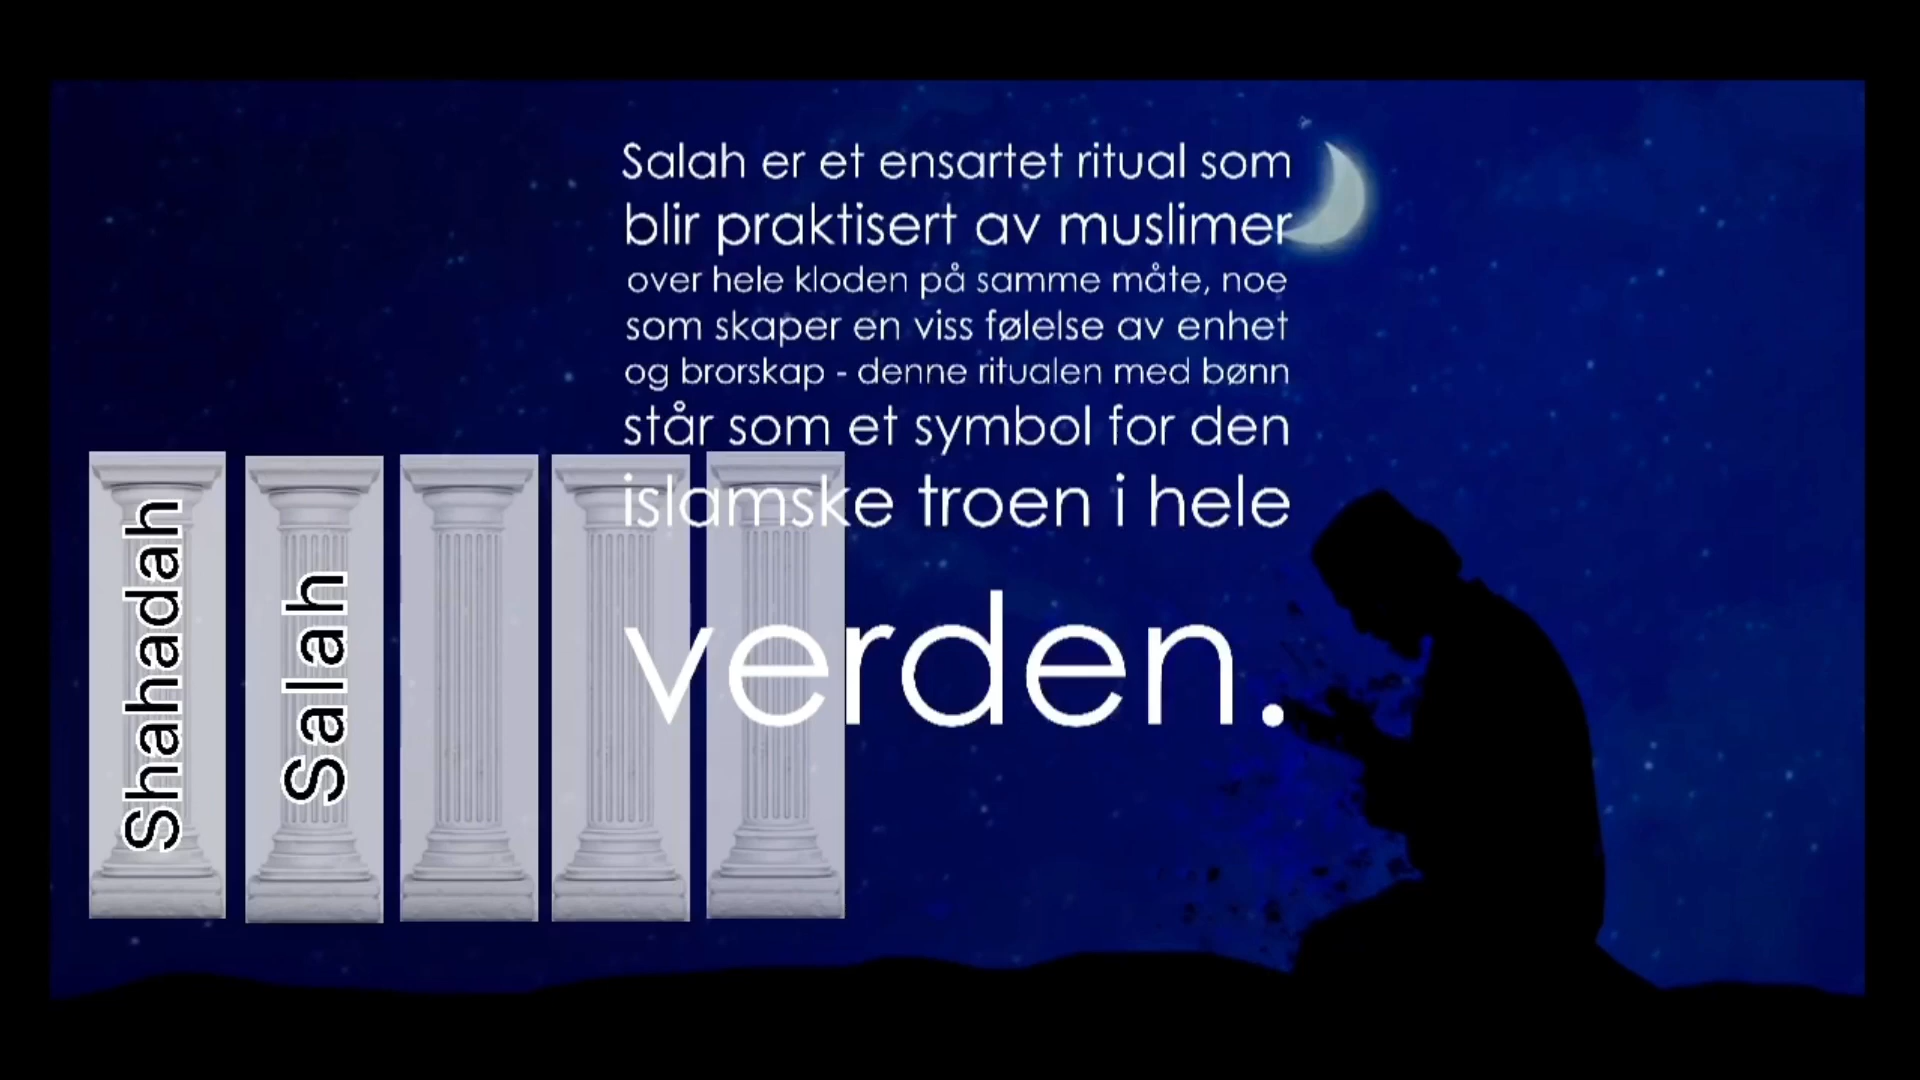 Salah er et ensartet ritual som
blir praktisert av muslimer
over hele kloden på samme måte, noe
som skaper en viss følelse av enhet
og brorskap - denne ritualen med bønn
står som et symbol for den
islamske troen i hele
verden.
Shahadah
Salah